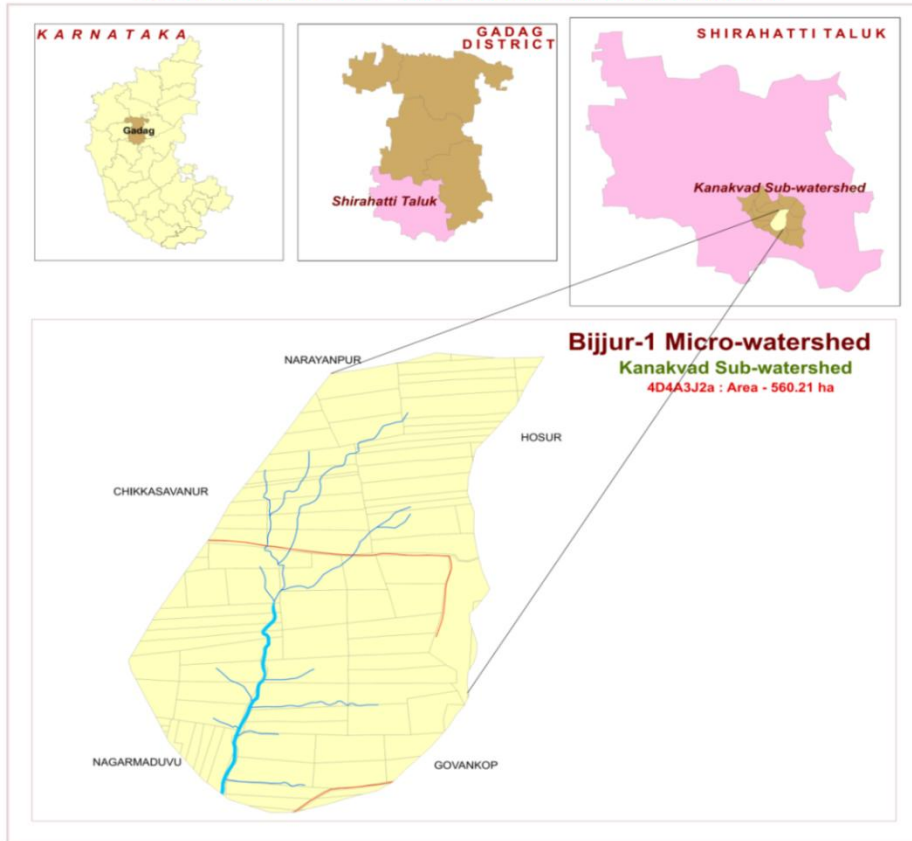 KARNATAKA
Gadag
GADAG
DISTRICT
Shirahatti Taluk
SHIRAHATTI TALUK
Kanakvad Sub-watershed
Bijjur-1 Micro-watershed
Kanakvad Sub-watershed
4D4A3J2a : Area - 560.21 ha
NARAYANPUR
HOSUR
CHIKKASAVANUR
NAGARMADUVU
GOVANKOP